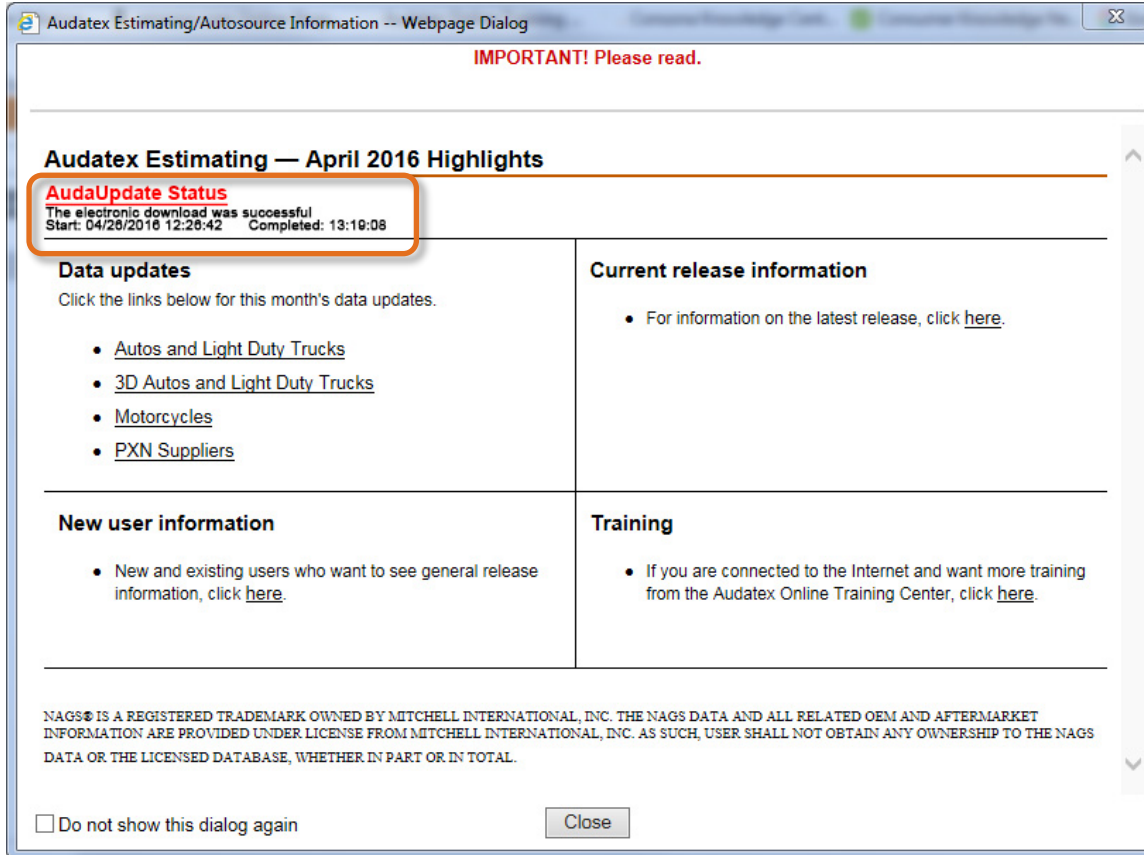 Audatex Estimating/Autosource Information -- Webpage Dialog
IMPORTANT! Please read.
Audatex Estimating — April 2016 Highlights
AudaUpdate Status
The electronic download was successful
Start: 04/26/2016 12:26:42 Completed: 13:19:08
Data updates
Click the links below for this month's data updates.
• Autos and Light Duty Trucks
• 3D Autos and Light Duty Trucks
• Motorcycles
• PXN Suppliers
Current release information
• For information on the latest release, click here.
New user information
• New and existing users who want to see general release
information, click here.
Training
• If you are connected to the Internet and want more training
from the Audatex Online Training Center, click here.
NAGS® IS A REGISTERED TRADEMARK OWNED BY MITCHELL INTERNATIONAL, INC. THE NAGS DATA AND ALL RELATED OEM AND AFTERMARKET
INFORMATION ARE PROVIDED UNDER LICENSE FROM MITCHELL INTERNATIONAL, INC. AS SUCH, USER SHALL NOT OBTAIN ANY OWNERSHIP TO THE NAGS
DATA OR THE LICENSED DATABASE, WHETHER IN PART OR IN TOTAL.
Do not show this dialog again
Close